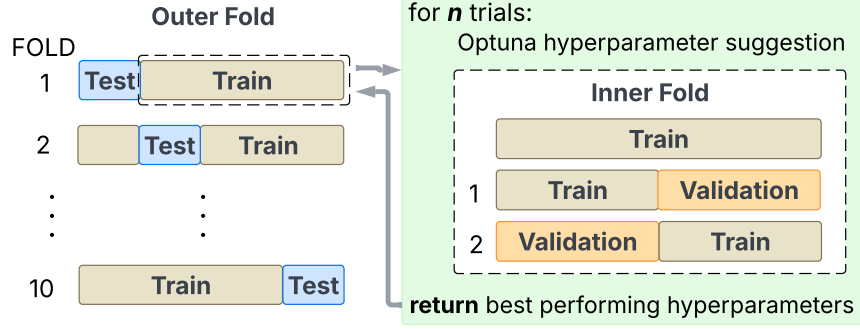 Outer Fold
FOLD
1 Test Train
2 Test Train
10 Train Test
for n trials:
Optuna hyperparameter suggestion
Inner Fold
Train
1 Train Validation
2 Validation Train
return best performing hyperparameters